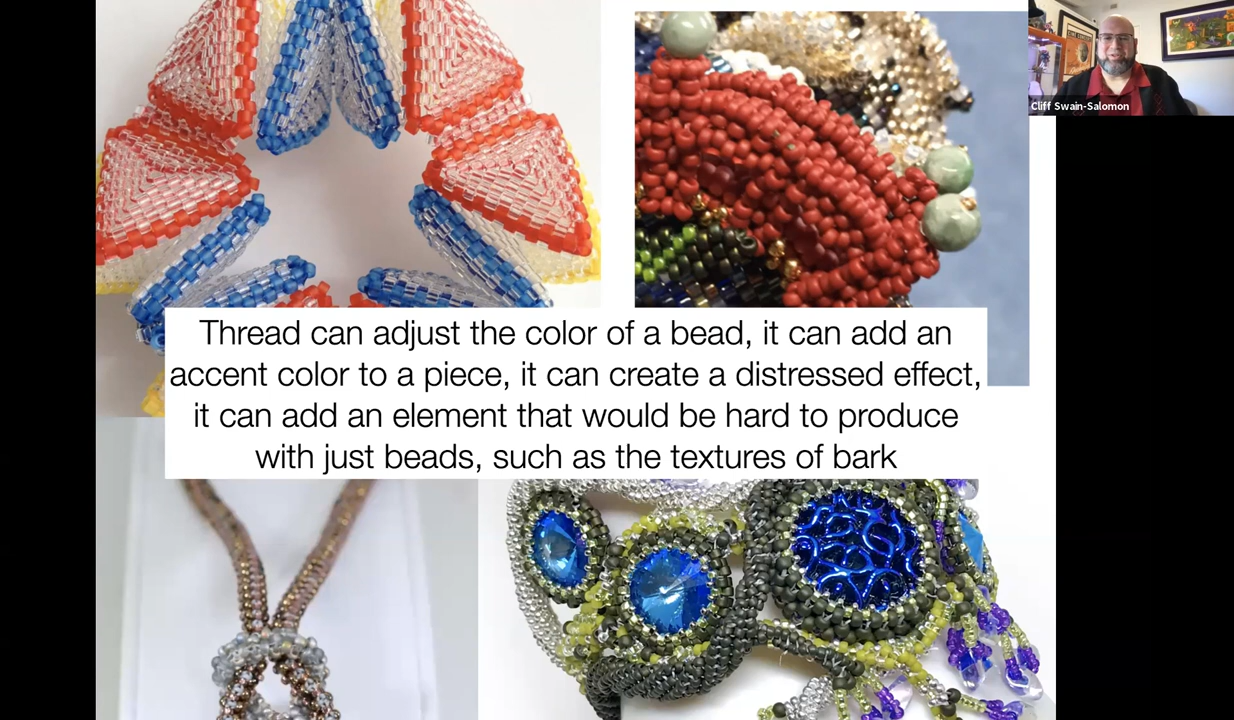 Cliff Swain-Salomon
Thread can adjust the color of a bead, it can add an
accent color to a piece, it can create a distressed effect,
it can add an element that would be hard to produce
with just beads, such as the textures of bark